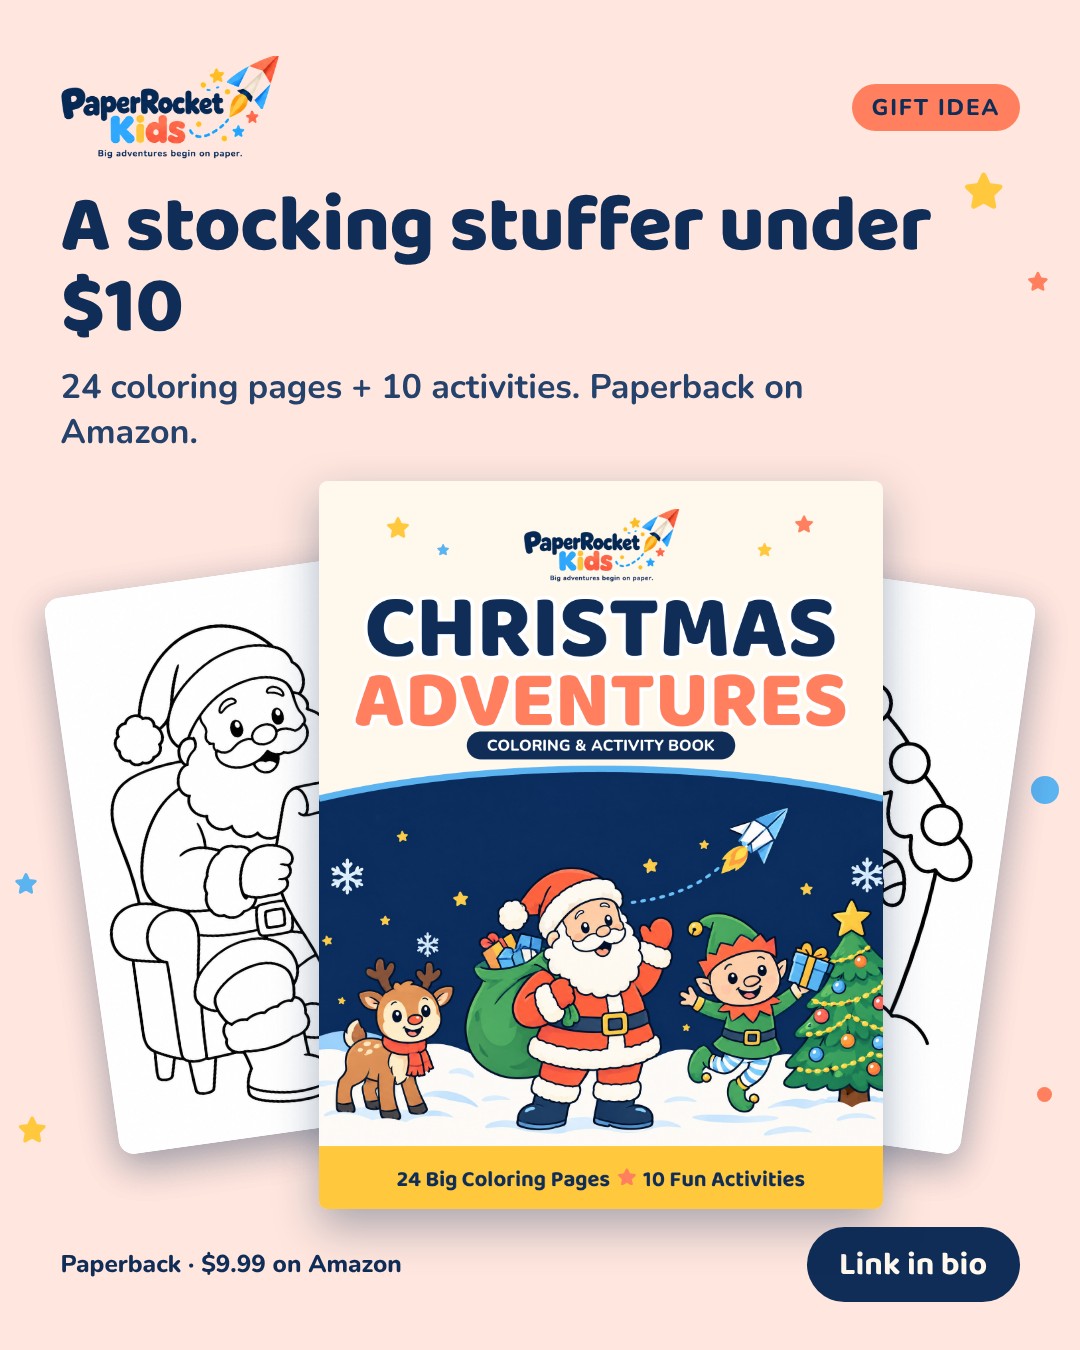 PaperRocket
Kids
Big adventures begin on paper.
GIFT IDEA
A stocking stuffer under
$10
24 coloring pages + 10 activities. Paperback on
Amazon.
PaperRocket
Kids
Big adventures begin on paper.
CHRISTMAS
ADVENTURES
COLORING & ACTIVITY BOOK
24 Big Coloring Pages 10 Fun Activities
Paperback · $9.99 on Amazon
Link in bio